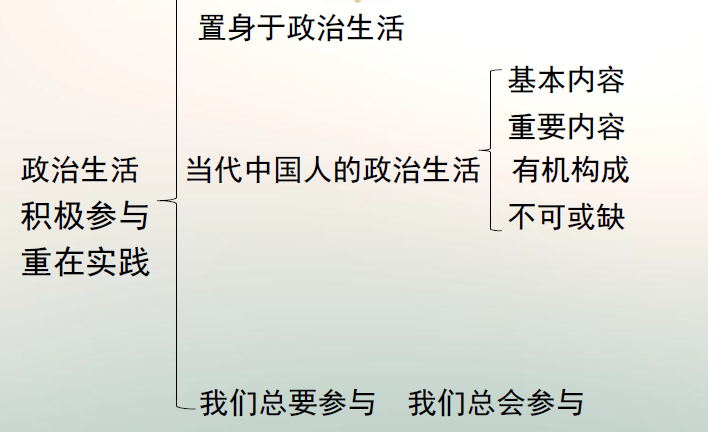 置身于政治生活
基本内容
重要内容
政治生活
当代中国人的政治生活
有机构成
积极参与
不可或缺
重在实践
我们总要参与 我们总会参与